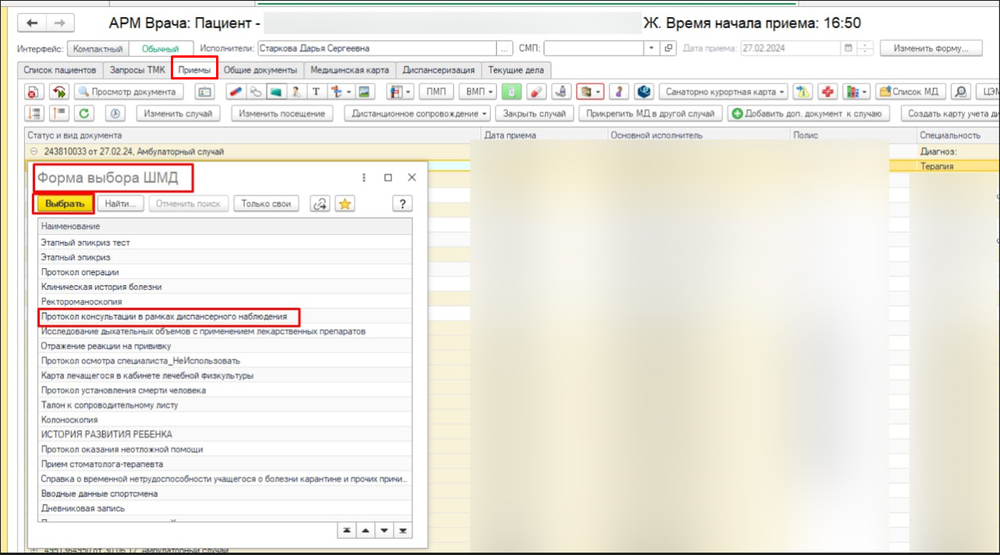 АРМ Врача: Пациент - Ж. Время начала приема: 16:50
Интерфейс: Компактный Обычный Исполнители: Старкова Дарья Сергеевна ... СМП: Дата приема: 27.02.2024 Изменить форму...
Список пациентов Запросы ТМК Приемы Общие документы Медицинская карта Диспансеризация Текущие дела
Просмотр документа T ПМП ВМП Санаторно курортная карта Список МД ЦЭМ
Изменить случай Изменить посещение Дистанционное сопровождение Закрыть случай Прикрепить МД в другой случай Добавить доп. документ к случаю Создать карту учета ди
Статус и вид документа Дата приема Основной исполнитель Полис Специальность
243810033 от 27.02.24, Амбулаторный случай Диагноз:
Терапия
Форма выбора ШМД
Выбрать Найти... Отменить поиск Только свои ?
Наименование
Этапный эпикриз тест
Этапный эпикриз
Протокол операции
Клиническая история болезни
Ректороманоскопия
Протокол консультации в рамках диспансерного наблюдения
Исследование дыхательных объемов с применением лекарственных препаратов
Отражение реакции на прививку
Протокол осмотра специалиста_НеИспользовать
Карта лечащегося в кабинете лечебной физкультуры
Протокол установления смерти человека
Талон к сопроводительному листу
Колоноскопия
ИСТОРИЯ РАЗВИТИЯ РЕБЕНКА
Протокол оказания неотложной помощи
Прием стоматолога-терапевта
Справка о временной нетрудоспособности учащегося о болезни карантине и прочих причи...
Вводные данные спортсмена
Дневниковая запись
4951364950 от 30.06.17, Амбулаторный случай